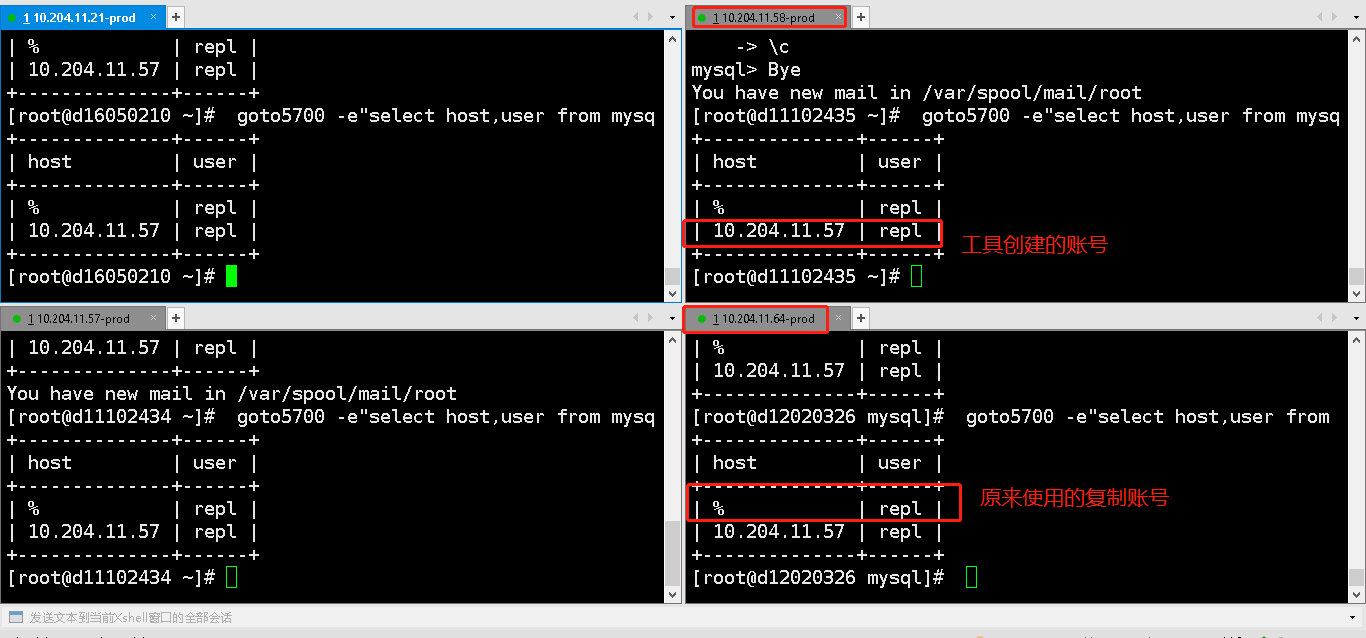 1 10.204.11.21-prod × +
| %            | repl |
| 10.204.11.57 | repl |
+--------------+------+
[root@d16050210 ~]#  goto5700 -e"select host,user from mysq
+--------------+------+
| host         | user |
+--------------+------+
| %            | repl |
| 10.204.11.57 | repl |
+--------------+------+
[root@d16050210 ~]#
1 10.204.11.58-prod × +
    -> \c
mysql> Bye
You have new mail in /var/spool/mail/root
[root@d11102435 ~]#  goto5700 -e"select host,user from mysq
+--------------+------+
| host         | user |
+--------------+------+
| %            | repl |
| 10.204.11.57 | repl |
工具创建的账号
+--------------+------+
[root@d11102435 ~]#
1 10.204.11.57-prod × +
| 10.204.11.57 | repl |
+--------------+------+
You have new mail in /var/spool/mail/root
[root@d11102434 ~]#  goto5700 -e"select host,user from mysq
+--------------+------+
| host         | user |
+--------------+------+
| %            | repl |
| 10.204.11.57 | repl |
+--------------+------+
[root@d11102434 ~]#
1 10.204.11.64-prod × +
| %            | repl |
| 10.204.11.57 | repl |
+--------------+------+
[root@d12020326 mysql]#  goto5700 -e"select host,user from
+--------------+------+
| host         | user |
+--------------+------+
| %            | repl |
原来使用的复制账号
| 10.204.11.57 | repl |
+--------------+------+
[root@d12020326 mysql]#
发送文本到当前Xshell窗口的全部会话